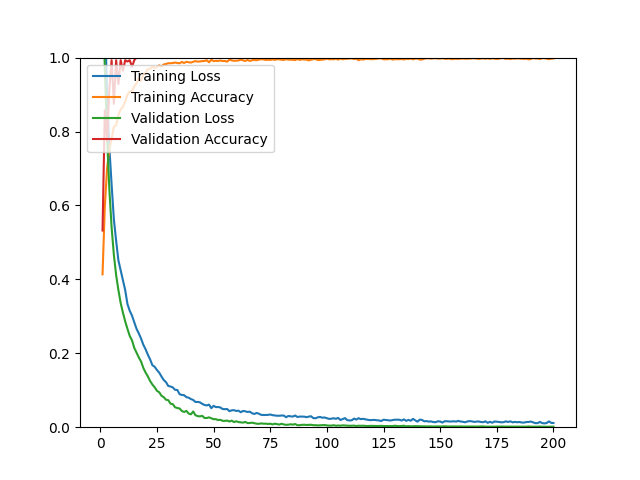 1.0
0.8
0.6
0.4
0.2
0.0
Training Loss
Training Accuracy
Validation Loss
Validation Accuracy
0 25 50 75 100 125 150 175 200